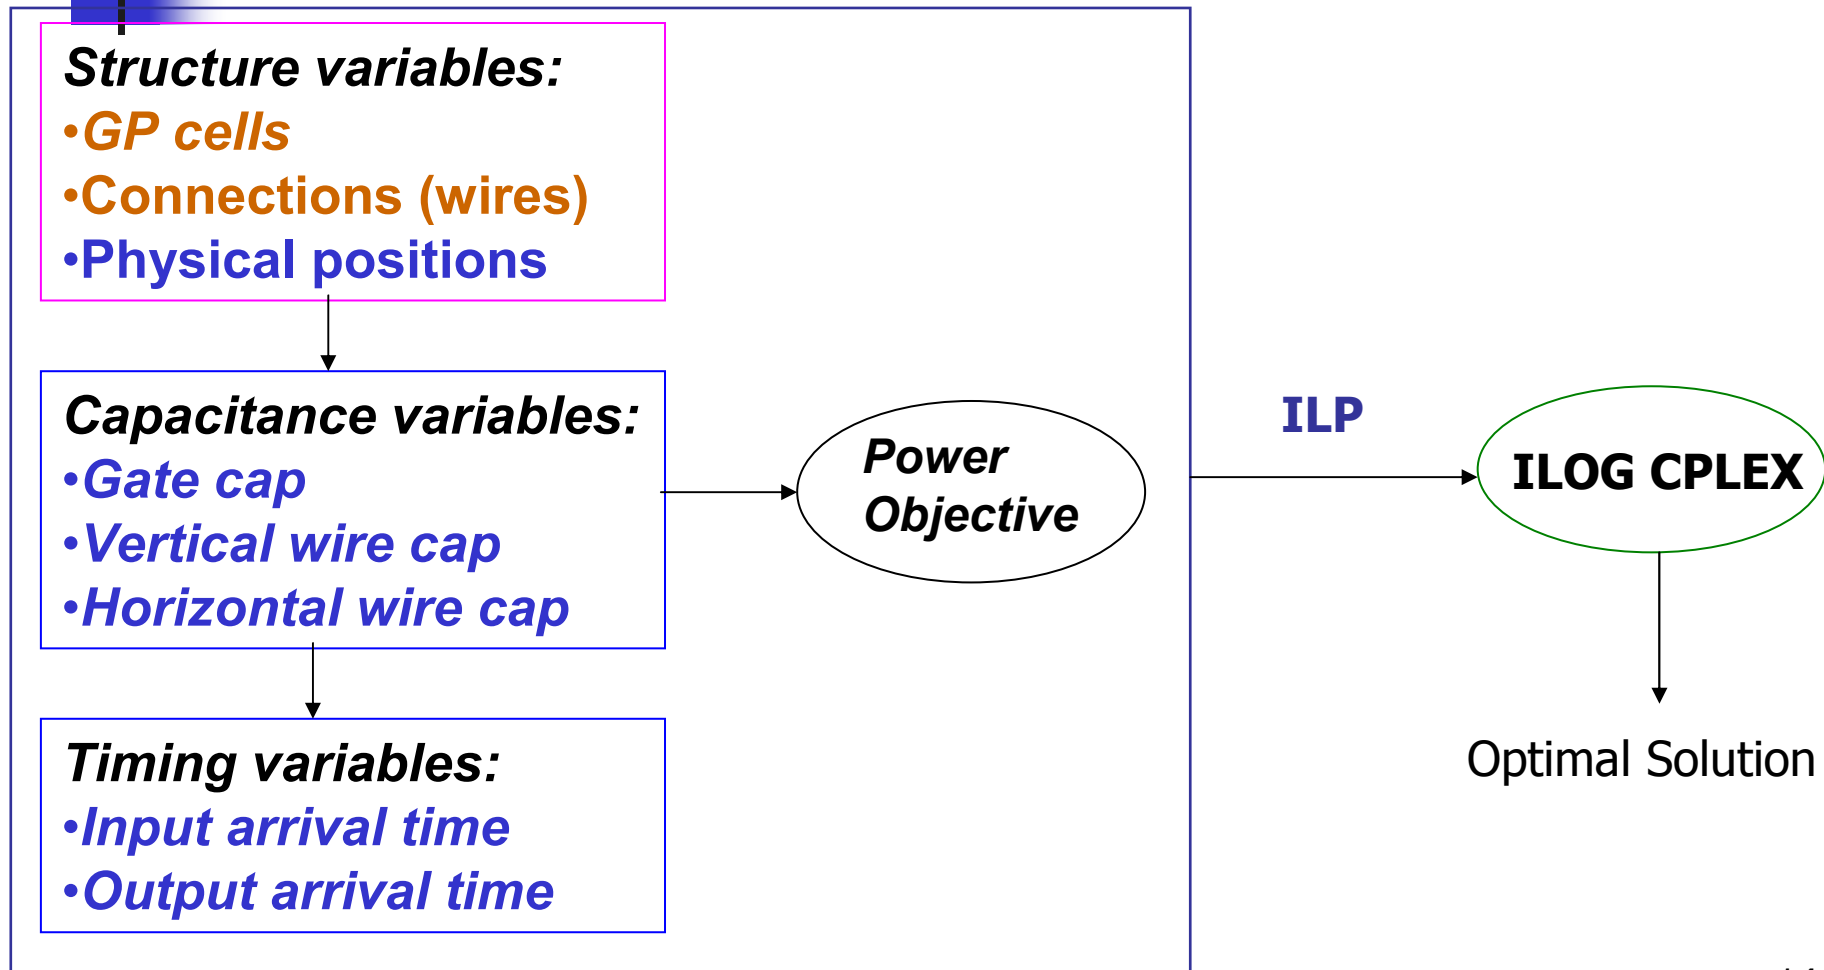 Structure variables:
•GP cells
•Connections (wires)
•Physical positions
Capacitance variables:
•Gate cap
•Vertical wire cap
•Horizontal wire cap
Timing variables:
•Input arrival time
•Output arrival time
Power
Objective
ILP
ILOG CPLEX
Optimal Solution